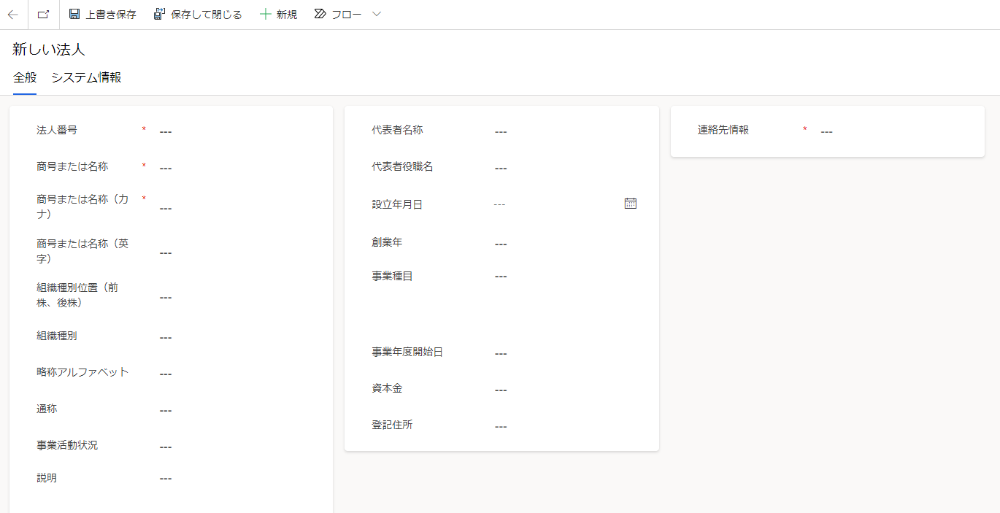 上書き保存 保存して閉じる 新規 フロー
新しい法人
全般 システム情報
法人番号 * ---
商号または名称 * ---
商号または名称（カ * ---
ナ）
商号または名称（英 ---
字）
組織種別位置（前 ---
株、後株）
組織種別 ---
略称アルファベット ---
通称 ---
事業活動状況 ---
説明 ---
代表者名称 ---
代表者役職名 ---
設立年月日 ---
創業年 ---
事業種目 ---
事業年度開始日 ---
資本金 ---
登記住所 ---
連絡先情報 * ---